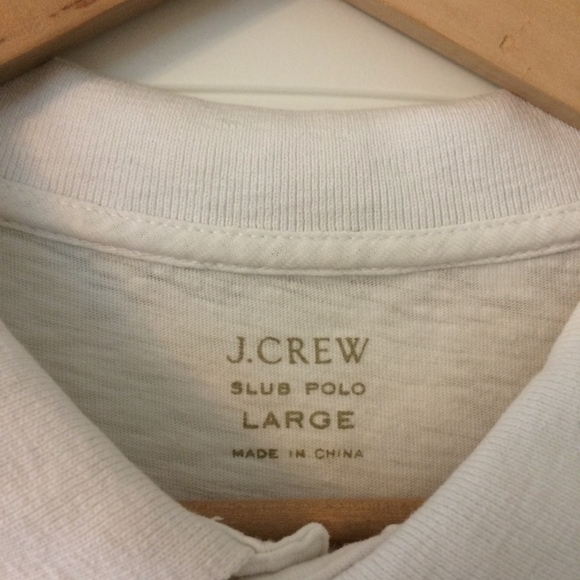 J.CREW
SLUB POLO
LARGE
MADE IN CHINA